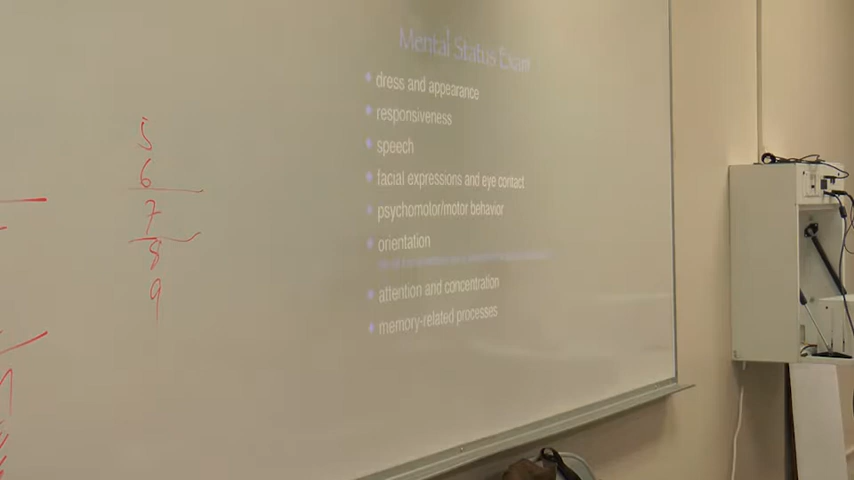 Mental Status Exam
dress and appearance
responsiveness
speech
facial expressions and eye contact
psychomotor/motor behavior
orientation
attention and concentration
memory-related processes
5
6
7
8
9